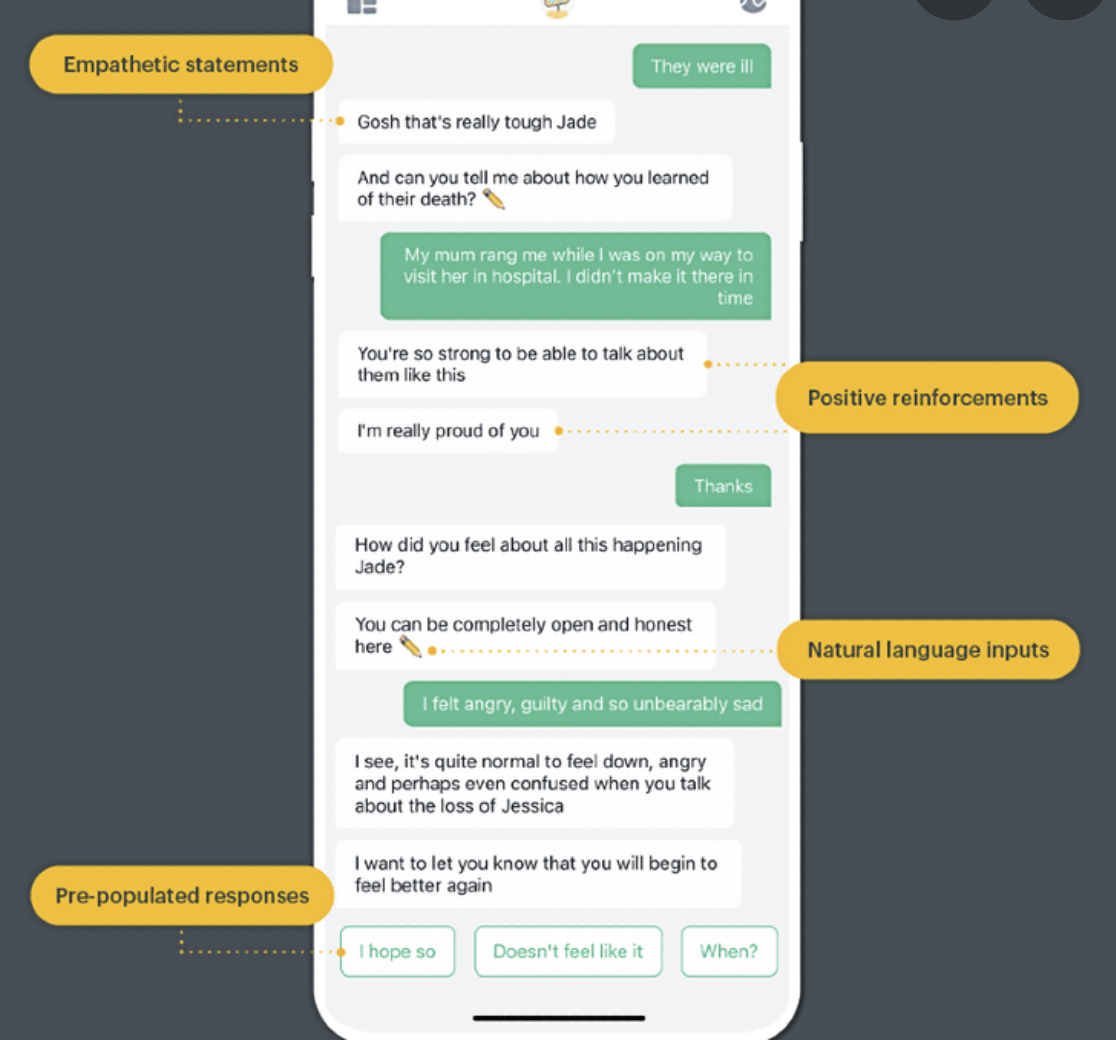 They were ill
Empathetic statements
Gosh that's really tough Jade
And can you tell me about how you learned
of their death?
My mum rang me while I was on my way to
visit her in hospital. I didn't make it there in
time
You're so strong to be able to talk about
them like this
Positive reinforcements
I'm really proud of you
Thanks
How did you feel about all this happening
Jade?
You can be completely open and honest
here
Natural language inputs
I felt angry, guilty and so unbearably sad
I see, it's quite normal to feel down, angry
and perhaps even confused when you talk
about the loss of Jessica
I want to let you know that you will begin to
feel better again
Pre-populated responses
I hope so
Doesn't feel like it
When?